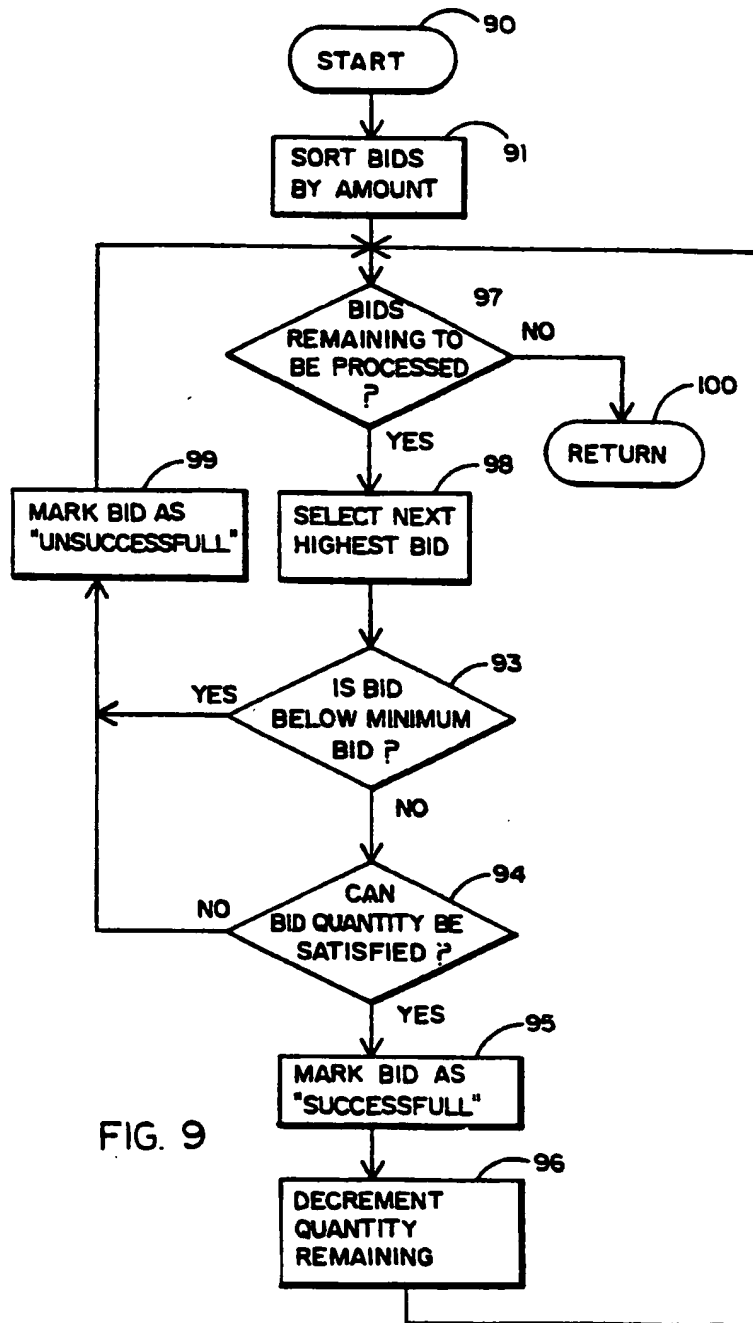 90
START
91
SORT BIDS
BY AMOUNT
97
BIDS
REMAINING TO
BE PROCESSED
?
NO
100
RETURN
YES
99
98
MARK BID AS
"UNSUCCESSFULL"
SELECT NEXT
HIGHEST BID
93
YES
IS BID
BELOW MINIMUM
BID ?
NO
94
NO
CAN
BID QUANTITY BE
SATISFIED ?
YES
95
MARK BID AS
"SUCCESSFULL"
FIG. 9
96
DECREMENT
QUANTITY
REMAINING